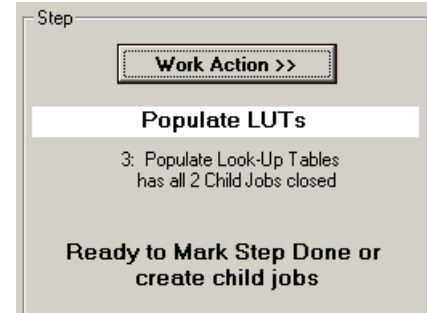 Step
Work Action >>
Populate LUTs
3: Populate Look-Up Tables
has all 2 Child Jobs closed
Ready to Mark Step Done or
create child jobs